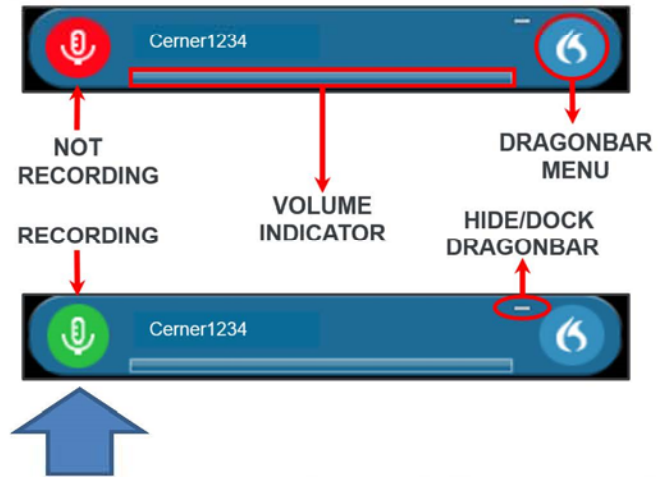 Cerner1234
NOT
RECORDING
VOLUME
INDICATOR
DRAGONBAR
MENU
RECORDING
HIDE/DOCK
DRAGONBAR
Cerner1234